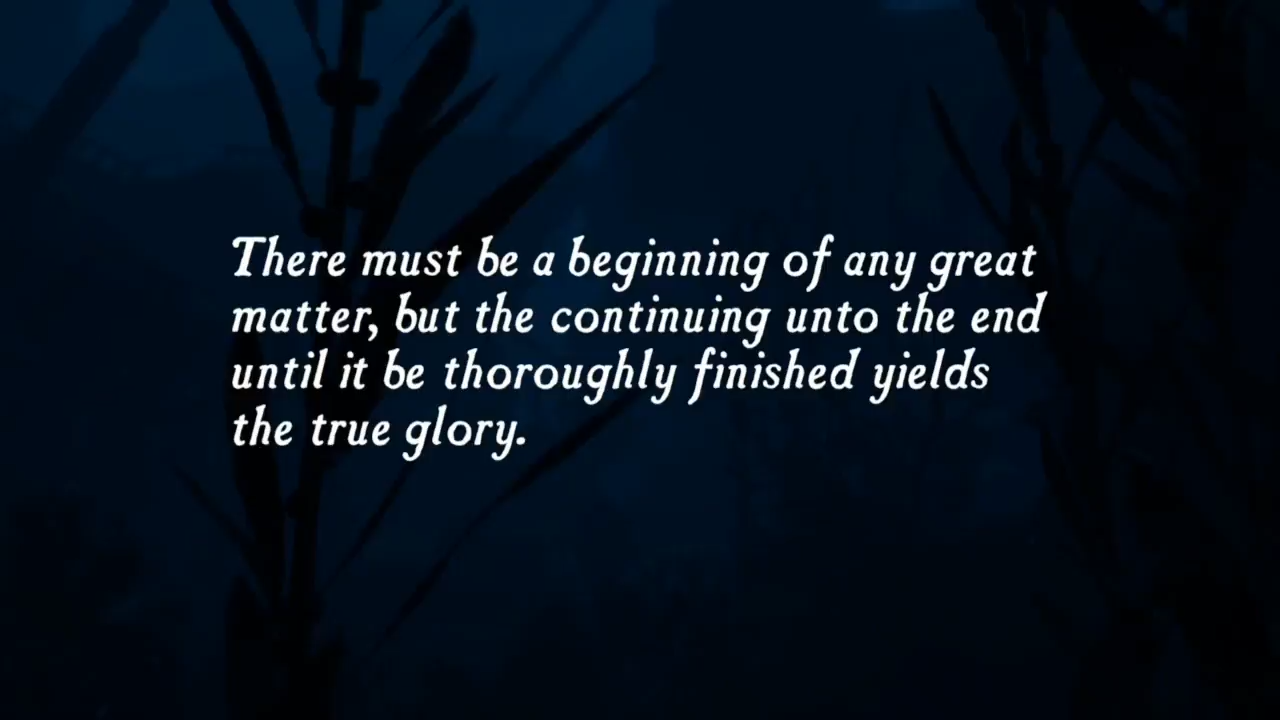 There must be a beginning of any great
matter, but the continuing unto the end
until it be thoroughly finished yields
the true glory.